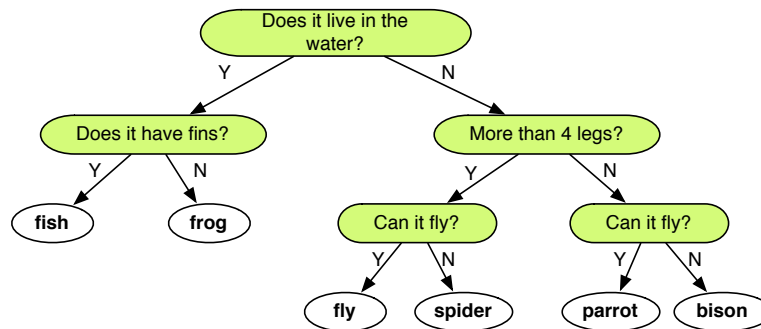 Does it live in the
water?
Y
N
Does it have fins?
More than 4 legs?
Y
N
Y
N
fish
frog
Can it fly?
Can it fly?
Y
N
Y
N
fly
spider
parrot
bison